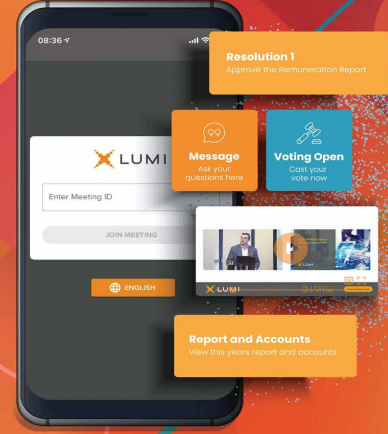 08:36
Resolution 1
Approve the Remuneration Report
LUMI
Message
Ask your
questions here
Voting Open
Cast your
vote now
Enter Meeting ID
JOIN MEETING
ENGLISH
LUMI
Report and Accounts
View this years report and accounts